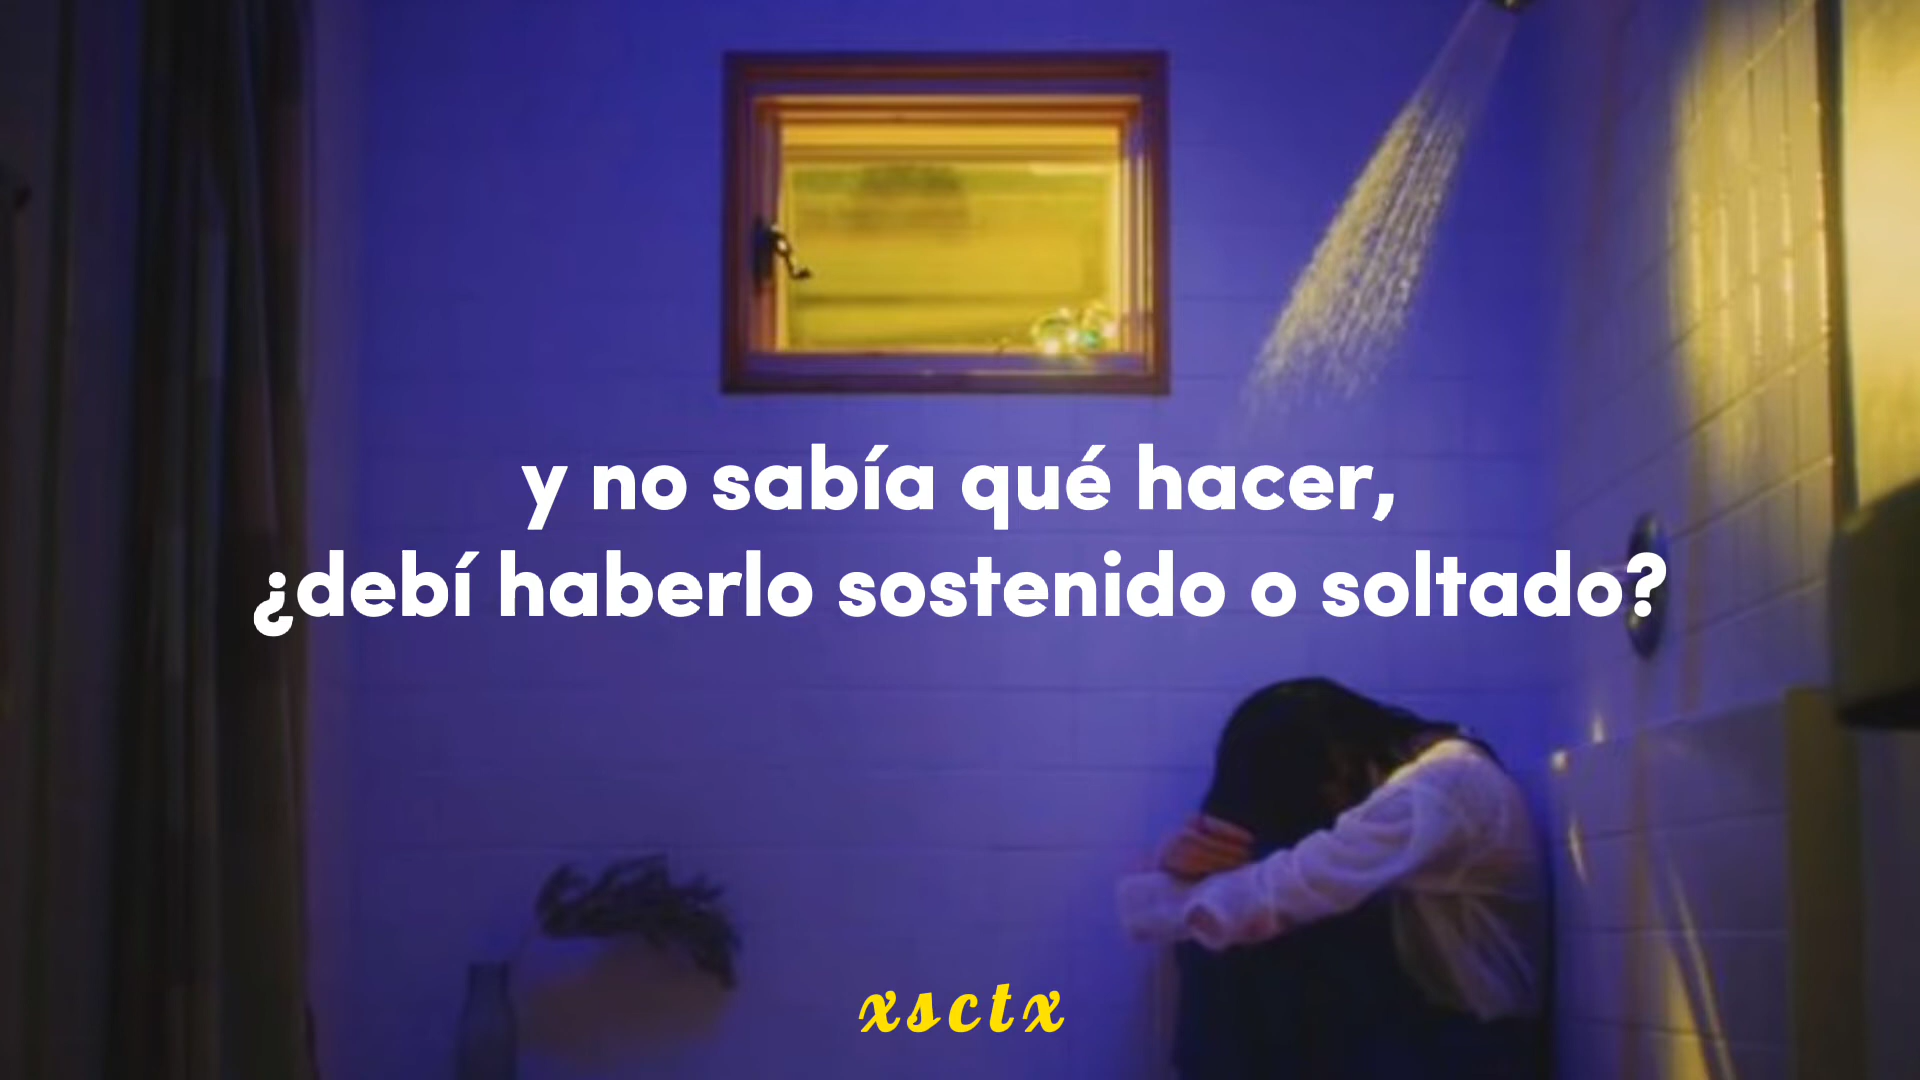 y no sabía qué hacer,
¿debí haberlo sostenido o soltado?
xsctx